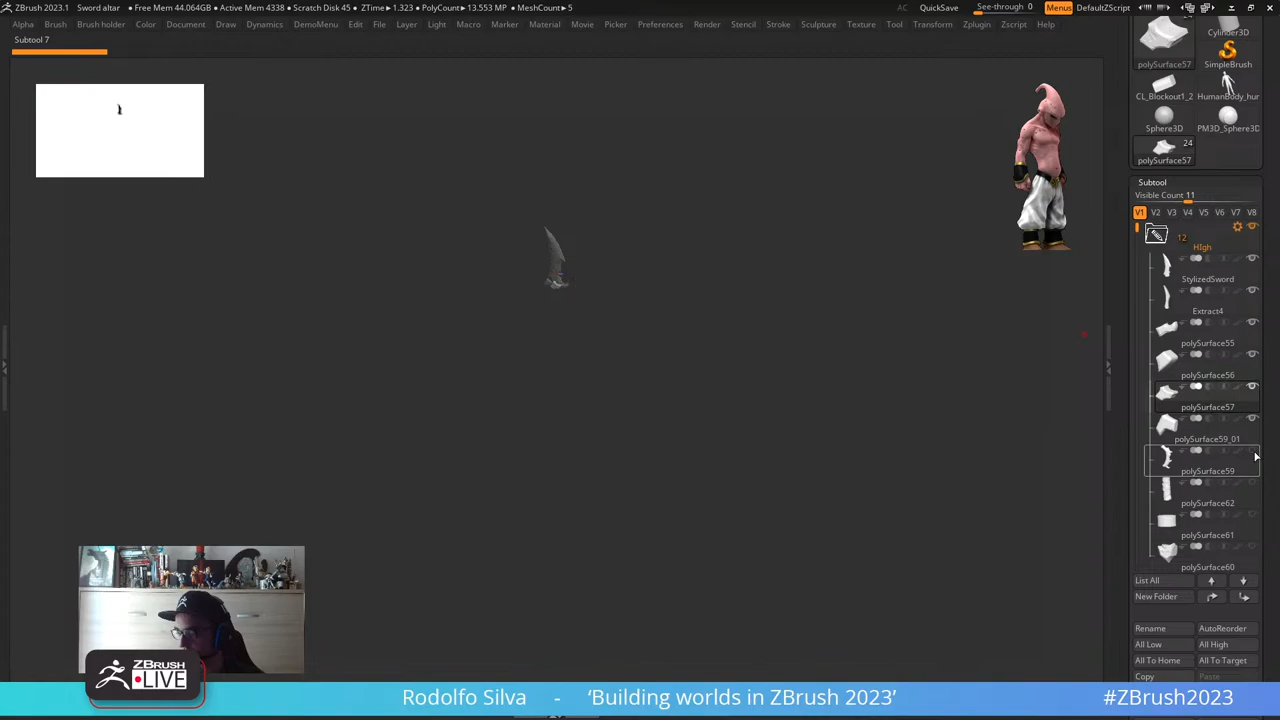 ZBrush 2023.1 Sword altar • Free Mem 44.064GB • Active Mem 4338 • Scratch Disk 45 • ZTime▸1.323 • PolyCount▸13.553 MP • MeshCount▸5 AC QuickSave See-through 0 Menus DefaultZScript
Alpha Brush Brush holder Color Document Draw Dynamics DemoMenu Edit File Layer Light Macro Marker Material Movie Picker Preferences Render Stencil Stroke Sculpture Texture Tool Transform Zplugin Zscript Help
Subtool 7
24
polySurface57
Cylinder3D
SimpleBrush
CL_Blockout1_2
HumanBody_hur
Sphere3D
PM3D_Sphere3D
24
polySurface57
Subtool
Visible Count 11
V1 V2 V3 V4 V5 V6 V7 V8
12
HIgh
StylizedSword
Extract4
polySurface55
polySurface56
polySurface57
polySurface59_01
polySurface59
polySurface62
polySurface61
polySurface60
List All
New Folder
Rename AutoReorder
All Low All High
All To Home All To Target
Copy Paste
ZBRUSH
•LIVE
Rodolfo Silva - ‘Building worlds in ZBrush 2023’ #ZBrush2023